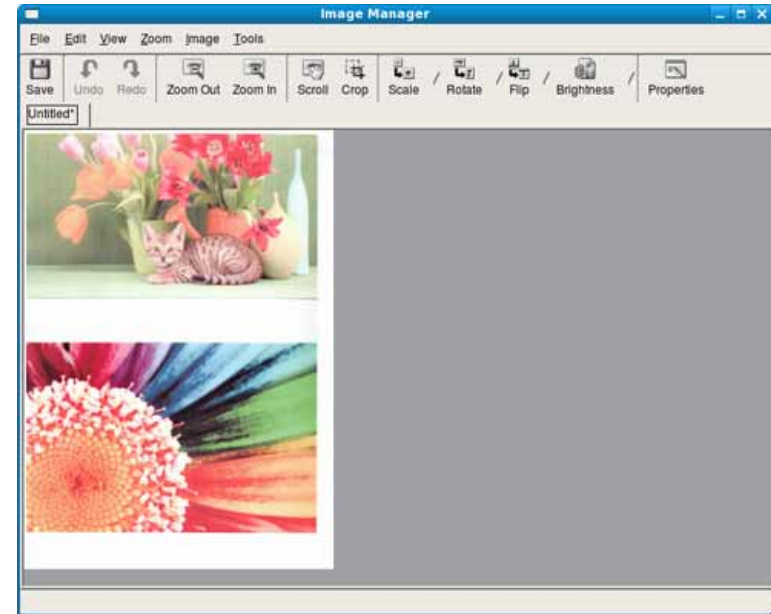 Image Manager
File Edit View Zoom Image Tools
Save Undo Redo Zoom Out Zoom In Scroll Crop Scale / Rotate / Flip / Brightness / Properties
Untitled*